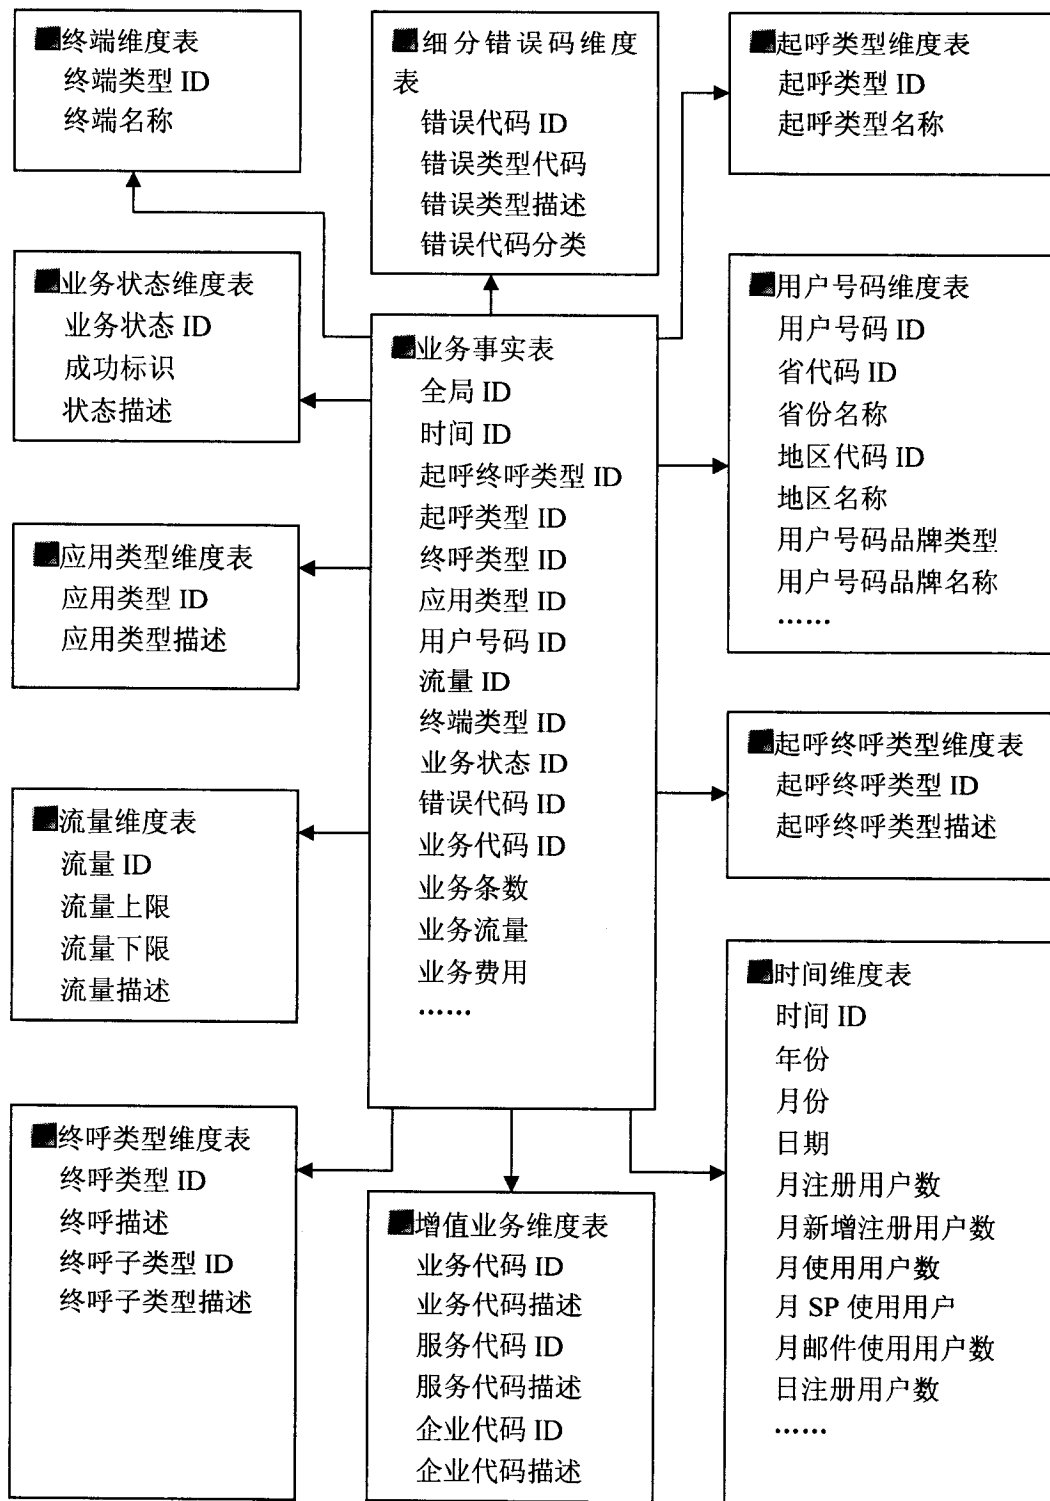 终端维度表
终端类型 ID
终端名称
细分错误码维度
表
错误代码 ID
错误类型代码
错误类型描述
错误代码分类
起呼类型维度表
起呼类型 ID
起呼类型名称
业务状态维度表
业务状态 ID
成功标识
状态描述
业务事实表
全局 ID
时间 ID
起呼终呼类型 ID
起呼类型 ID
终呼类型 ID
应用类型 ID
用户号码 ID
流量 ID
终端类型 ID
业务状态 ID
错误代码 ID
业务代码 ID
业务条数
业务流量
业务费用
……
用户号码维度表
用户号码 ID
省代码 ID
省份名称
地区代码 ID
地区名称
用户号码品牌类型
用户号码品牌名称
……
应用类型维度表
应用类型 ID
应用类型描述
起呼终呼类型维度表
起呼终呼类型 ID
起呼终呼类型描述
流量维度表
流量 ID
流量上限
流量下限
流量描述
时间维度表
时间 ID
年份
月份
日期
月注册用户数
月新增注册用户数
月使用用户数
月 SP 使用用户
月邮件使用用户数
日注册用户数
……
终呼类型维度表
终呼类型 ID
终呼描述
终呼子类型 ID
终呼子类型描述
增值业务维度表
业务代码 ID
业务代码描述
服务代码 ID
服务代码描述
企业代码 ID
企业代码描述